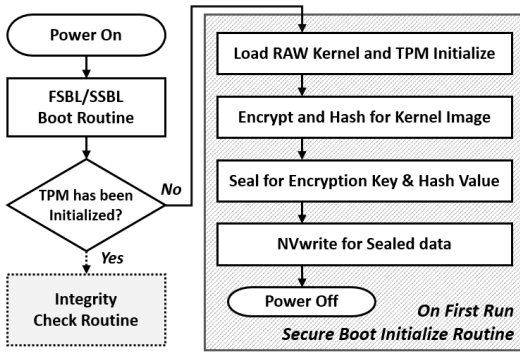 Power On
FSBL/SSBL
Boot Routine
TPM has been
Initialized?
No
Yes
Integrity
Check Routine
Load RAW Kernel and TPM Initialize
Encrypt and Hash for Kernel Image
Seal for Encryption Key & Hash Value
NVwrite for Sealed data
Power Off
On First Run
Secure Boot Initialize Routine